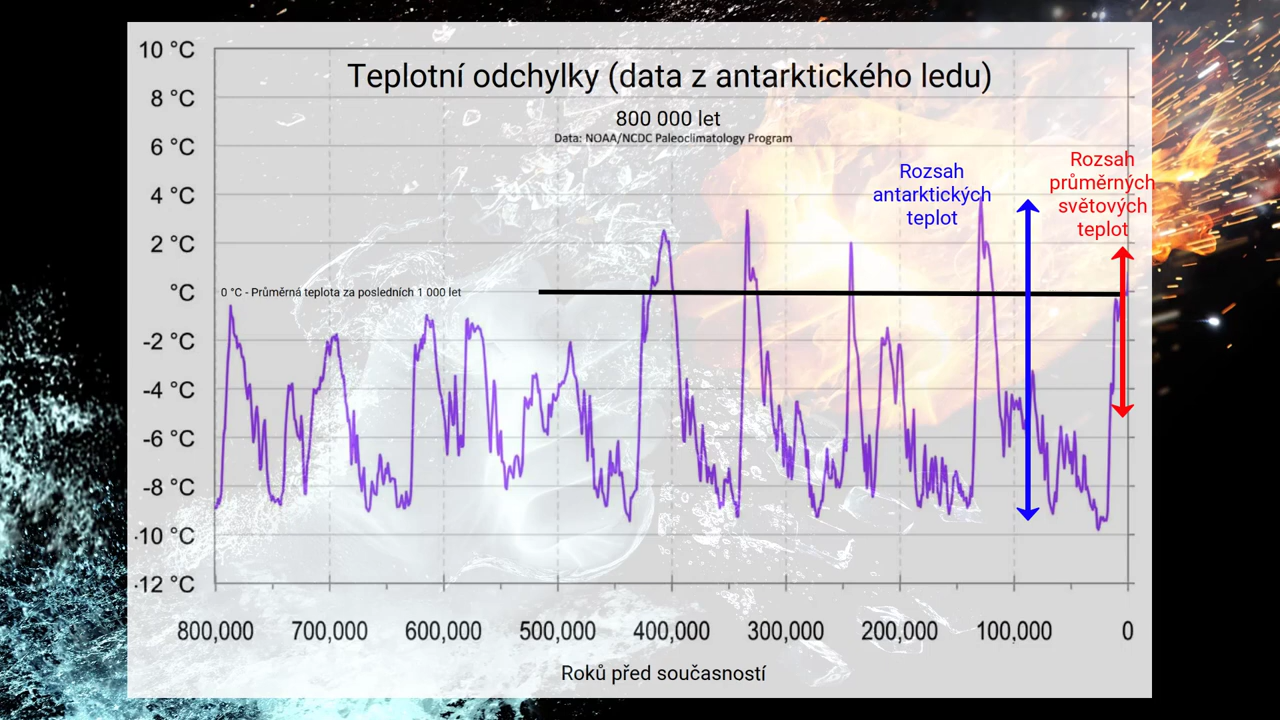 10 °C
Teplotní odchylky (data z antarktického ledu)
8 °C
800 000 let
Data: NOAA/NCDC Paleoclimatology Program
6 °C
Rozsah
antarktických
teplot
Rozsah
průměrných
světových
teplot
4 °C
2 °C
°C
0 °C - Průměrná teplota za posledních 1 000 let
-2 °C
-4 °C
-6 °C
-8 °C
-10 °C
-12 °C
800,000 700,000 600,000 500,000 400,000 300,000 200,000 100,000 0
Roků před současností